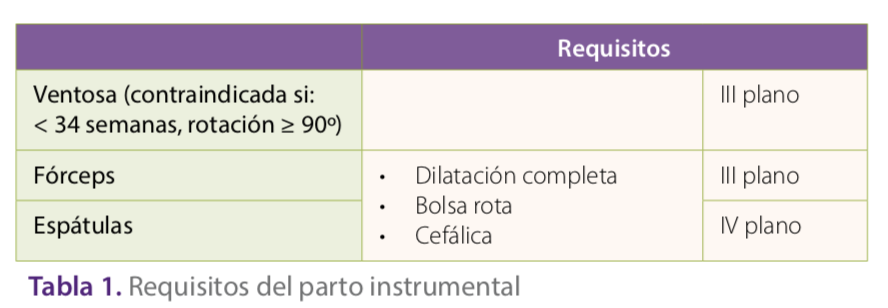 Requisitos
Ventosa (contraindicada si:
< 34 semanas, rotación ≥ 90º)
III plano
Fórceps
• Dilatación completa
• Bolsa rota
• Cefálica
III plano
Espátulas
IV plano
Tabla 1. Requisitos del parto instrumental